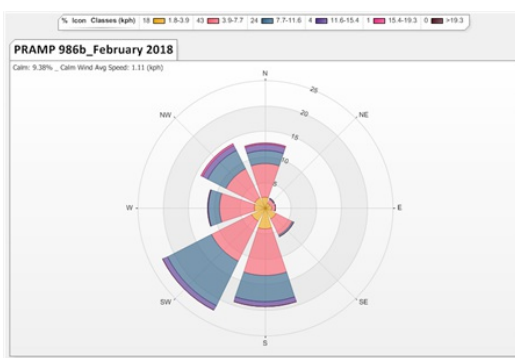 % Icon Classes (kph) 18 1.8-3.9 43 3.9-7.7 24 7.7-11.6 4 11.6-15.4 1 15.4-19.3 0 >19.3
PRAMP 986b_February 2018
Calm: 9.38% _ Calm Wind Avg Speed: 1.11 (kph)
N
25
20
NW
NE
15
10
5
W
E
SW
SE
S